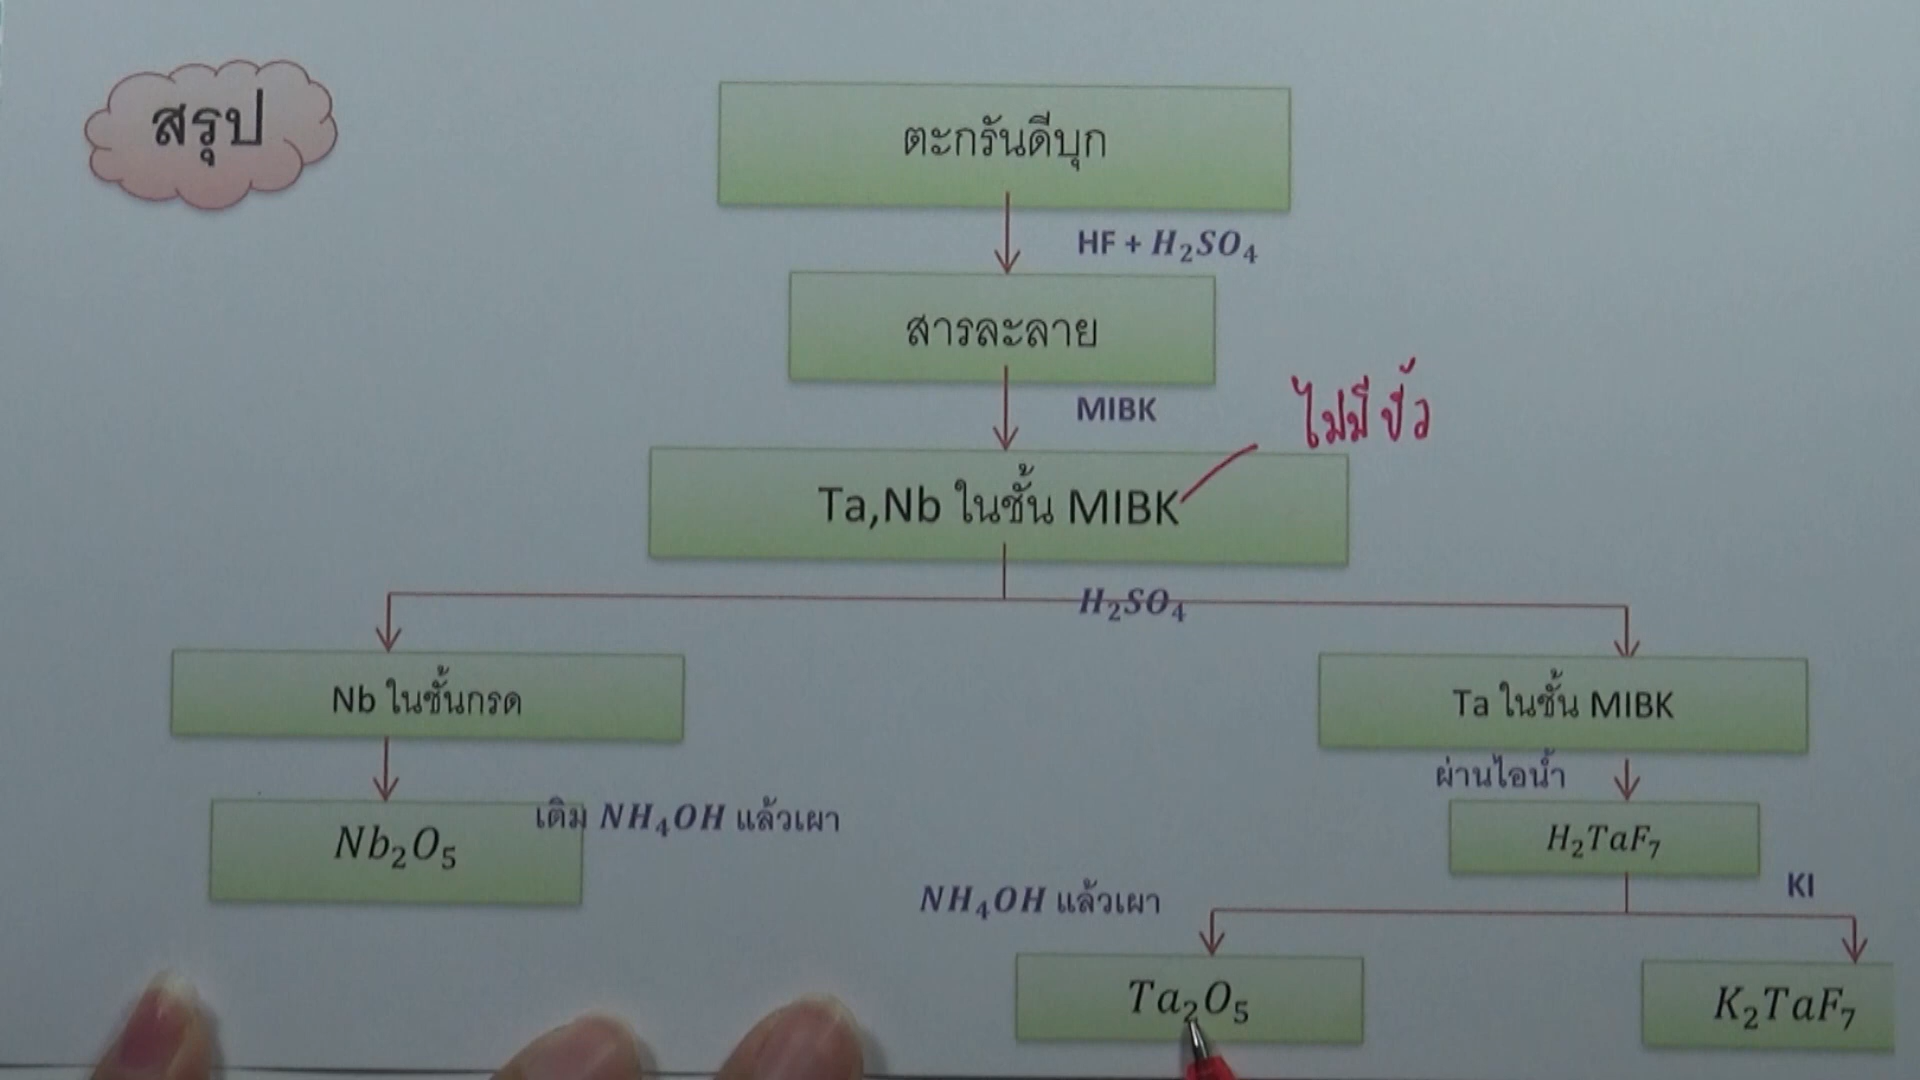 สรุป
ตะกรันดีบุก
HF + H₂SO₄
สารละลาย
MIBK
ไม่มีขั้ว
Ta,Nb ในชั้น MIBK
H₂SO₄
Nb ในชั้นกรด
Ta ในชั้น MIBK
ผ่านไอน้ำ
Nb₂O₅
เติม NH₄OH แล้วเผา
H₂TaF₇
NH₄OH แล้วเผา
KI
Ta₂O₅
K₂TaF₇